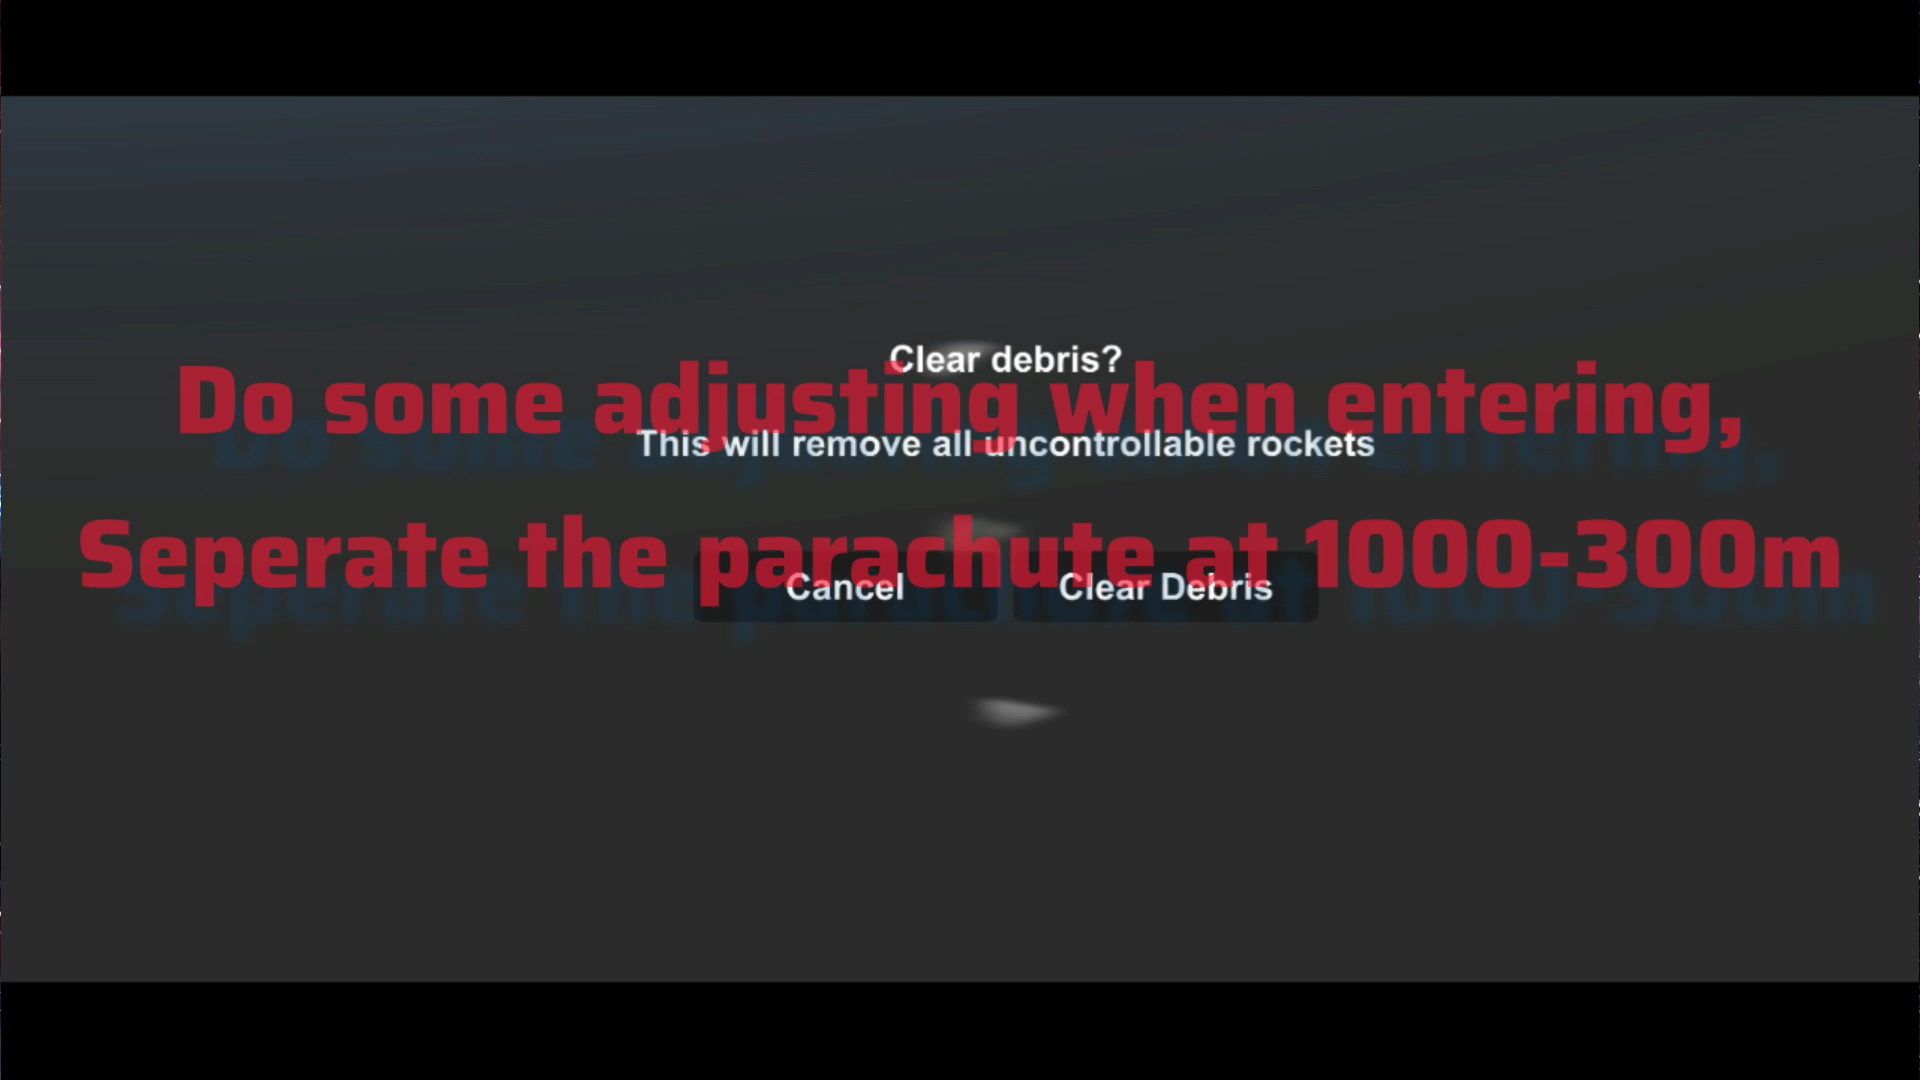 Clear debris?
Do some adjusting when entering,
This will remove all uncontrollable rockets
Seperate the parachute at 1000-300m
Cancel
Clear Debris